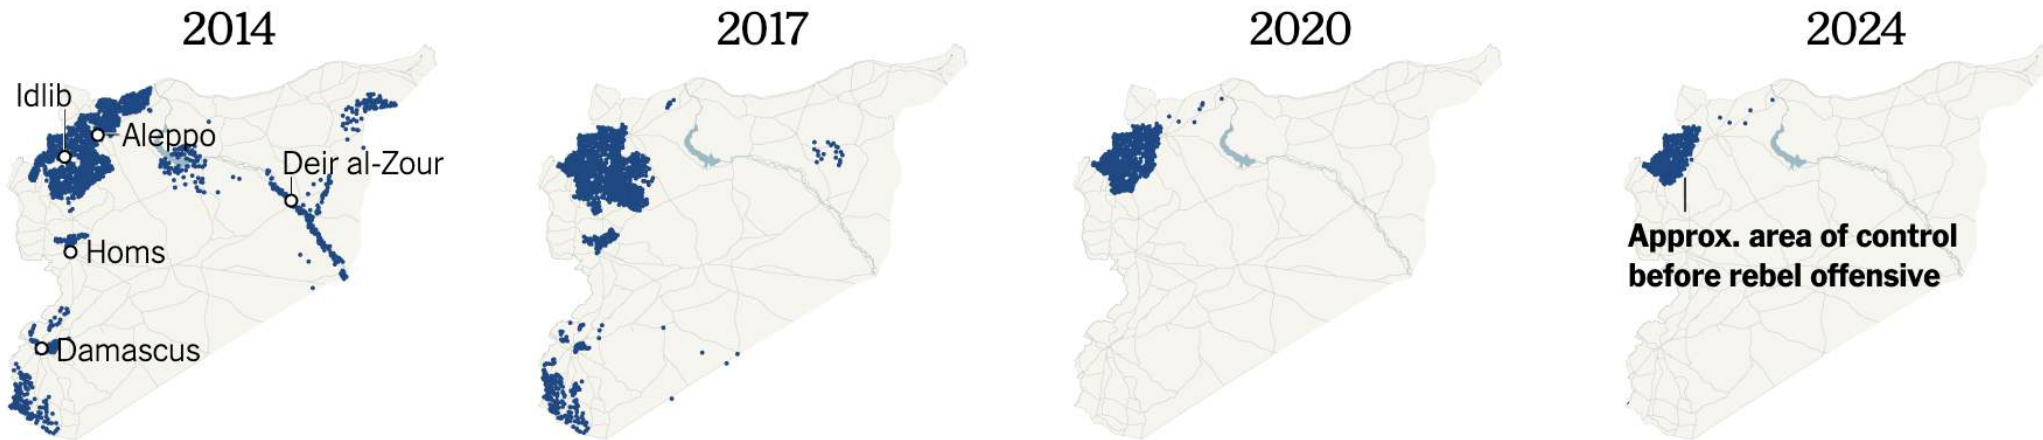 2014
2017
2020
2024
Idlib
Aleppo
Deir al-Zour
Homs
Damascus
Approx. area of control
before rebel offensive